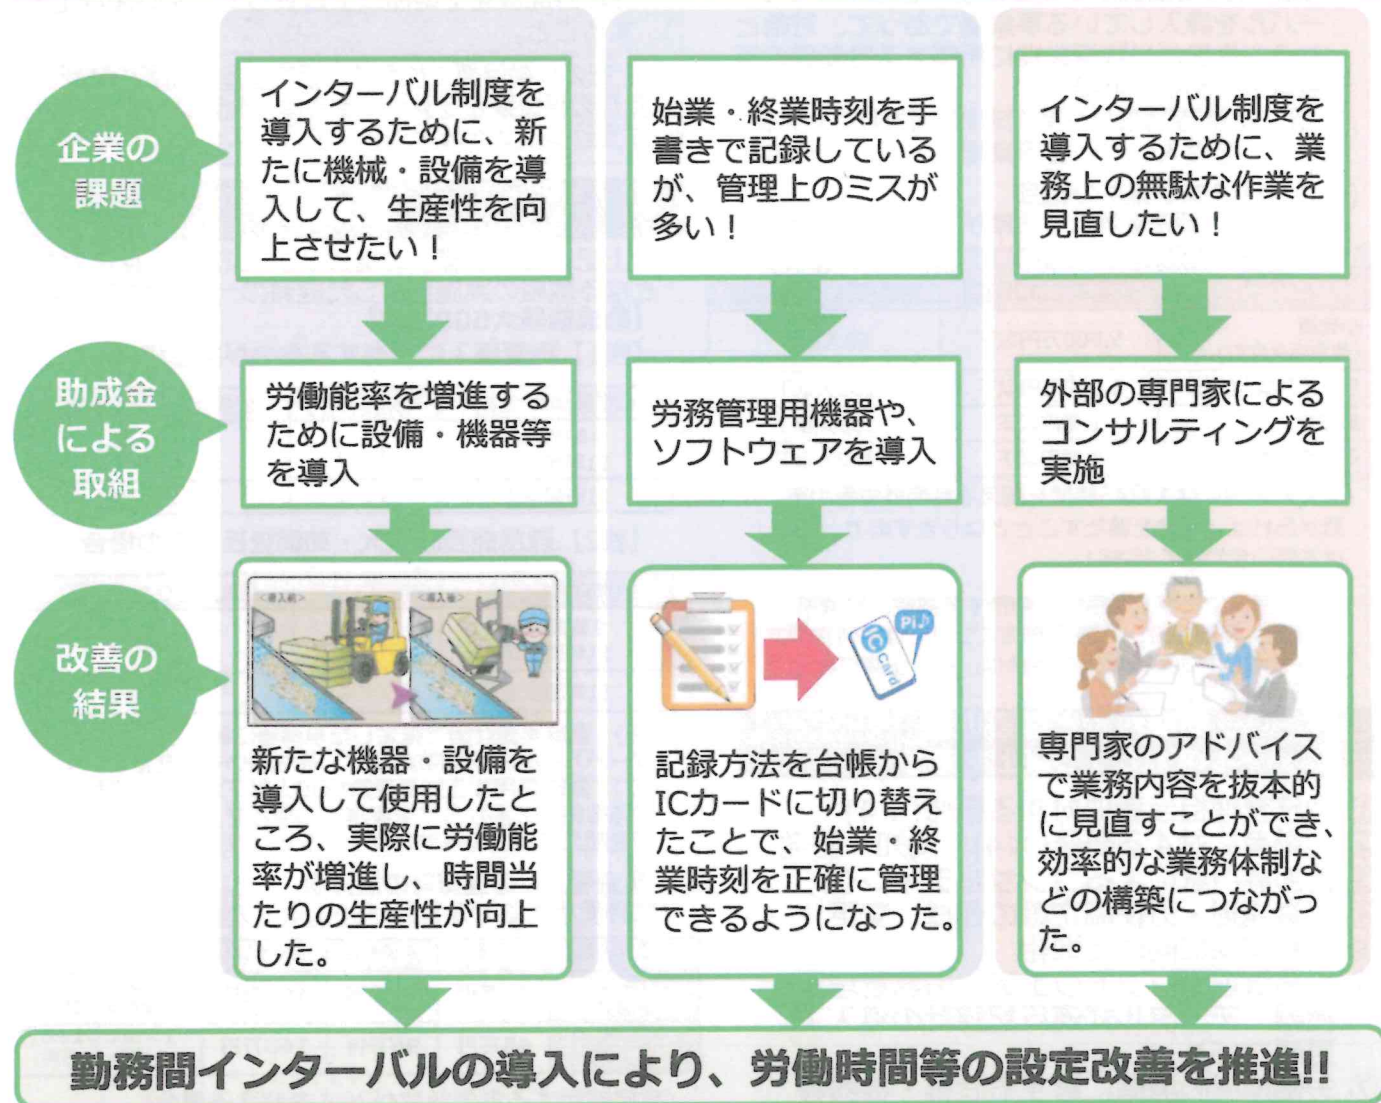 企業の
課題
インターバル制度を
導入するために、新
たに機械・設備を導
入して、生産性を向
上させたい！
始業・終業時刻を手
書きで記録している
が、管理上のミスが
多い！
インターバル制度を
導入するために、業
務上の無駄な作業を
見直したい！
助成金
による
取組
労働能率を増進する
ために設備・機器等
を導入
労務管理用機器や、
ソフトウェアを導入
外部の専門家による
コンサルティングを
実施
改善の
結果
<導入前>
<導入後>
新たな機器・設備を
導入して使用したと
ころ、実際に労働能
率が増進し、時間当
たりの生産性が向上
した。
IC card
Pi♪
記録方法を台帳から
ICカードに切り替え
たことで、始業・終
業時刻を正確に管理
できるようになった。
専門家のアドバイス
で業務内容を抜本的
に見直すことができ、
効率的な業務体制な
どの構築につながっ
た。
勤務間インターバルの導入により、労働時間等の設定改善を推進!!